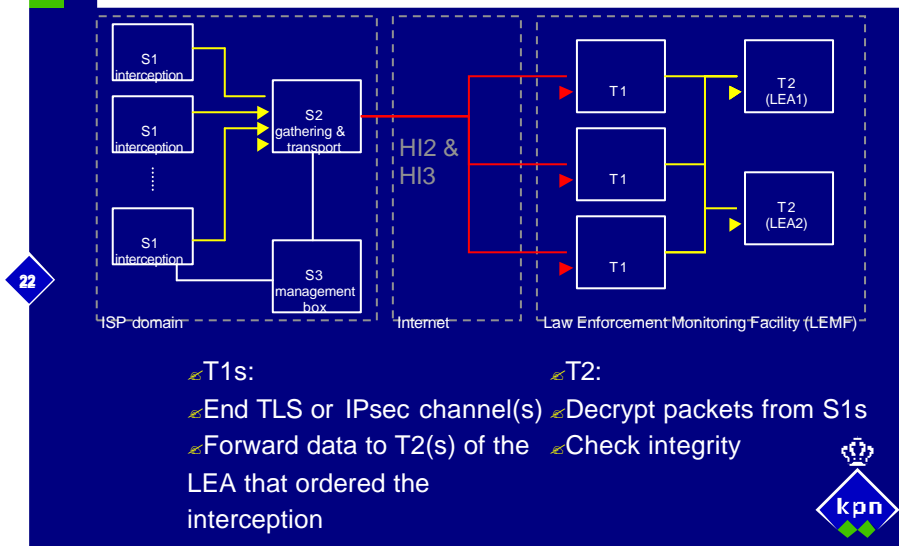 S1
interception
S1
interception
S1
interception
S2
gathering &
transport
S3
management
box
HI2 &
HI3
T1
T1
T1
T2
(LEA1)
T2
(LEA2)
ISP domain
Internet
Law Enforcement Monitoring Facility (LEMF)
22
T1s:
End TLS or IPsec channel(s)
Forward data to T2(s) of the
LEA that ordered the
interception
T2:
Decrypt packets from S1s
Check integrity
kpn